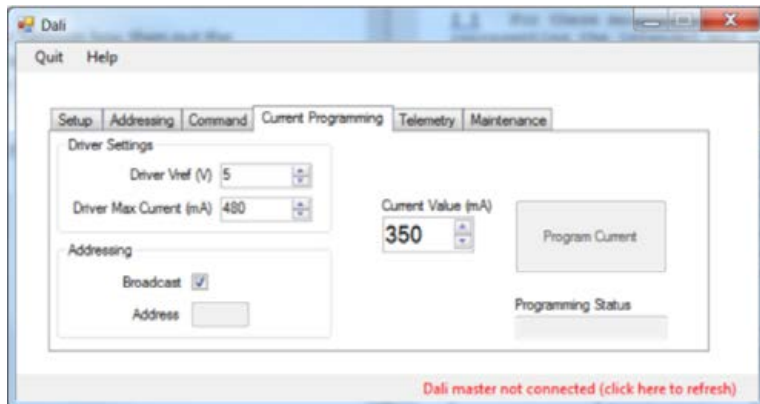 Dali
Quit Help
Setup Addressing Command Current Programming Telemetry Maintenance
Driver Settings
Driver Vref (V) 5
Driver Max Current (mA) 480
Current Value (mA)
350
Program Current
Addressing
Broadcast
Address
Programming Status
Dali master not connected (click here to refresh)